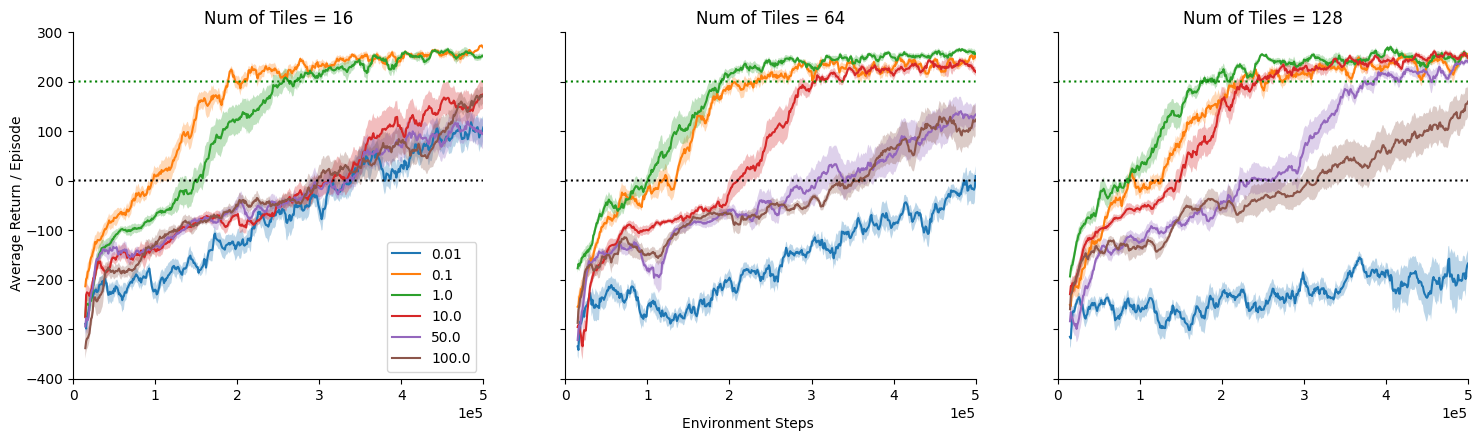 Num of Tiles = 16
Num of Tiles = 64
Num of Tiles = 128
Average Return / Episode
300
200
100
0
−100
−200
−300
−400
0.01
0.1
1.0
10.0
50.0
100.0
0 1 2 3 4 5
1e5
0 1 2 3 4 5
1e5
0 1 2 3 4 5
1e5
Environment Steps